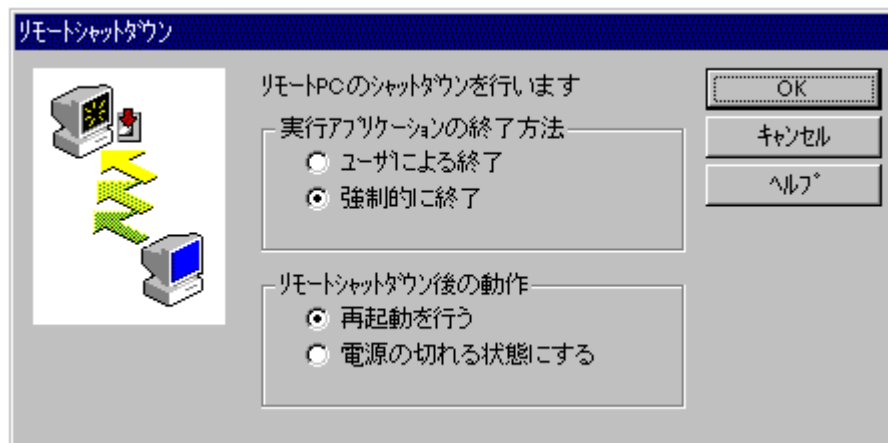 リモートシャットダウン
リモートPCのシャットダウンを行います
実行アプリケーションの終了方法
ユーザによる終了
強制的に終了
リモートシャットダウン後の動作
再起動を行う
電源の切れる状態にする
OK
キャンセル
ヘルプ